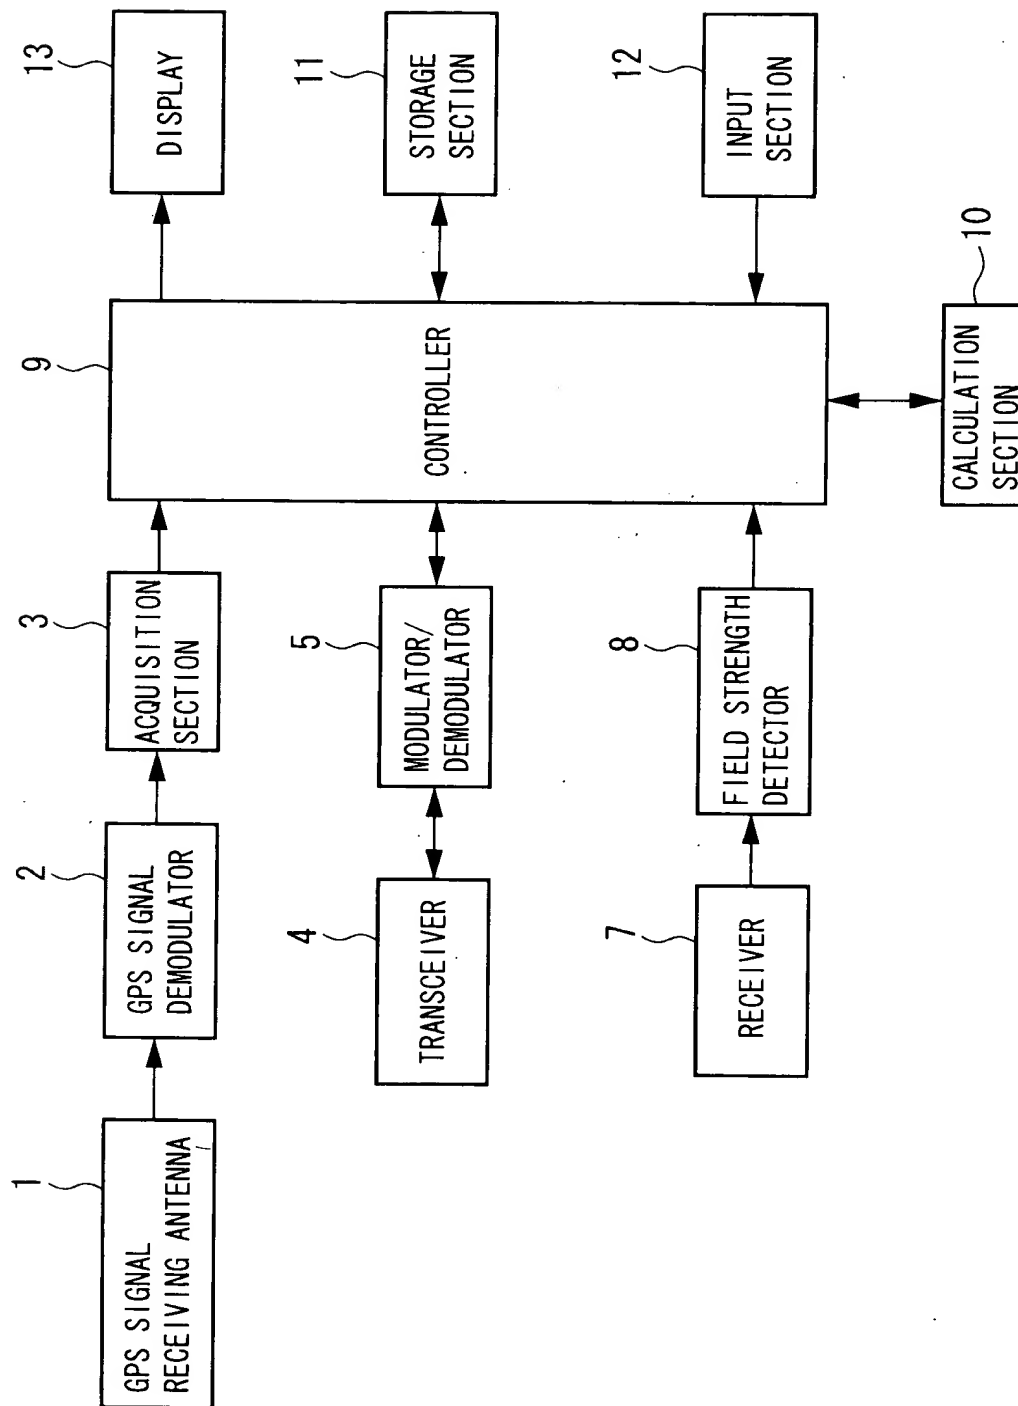 1
GPS SIGNAL
RECEIVING ANTENNA
2
GPS SIGNAL
DEMODULATOR
3
ACQUISITION
SECTION
9
CONTROLLER
13
DISPLAY
4
TRANSCEIVER
5
MODULATOR/
DEMODULATOR
11
STORAGE
SECTION
7
RECEIVER
8
FIELD STRENGTH
DETECTOR
12
INPUT
SECTION
10
CALCULATION
SECTION